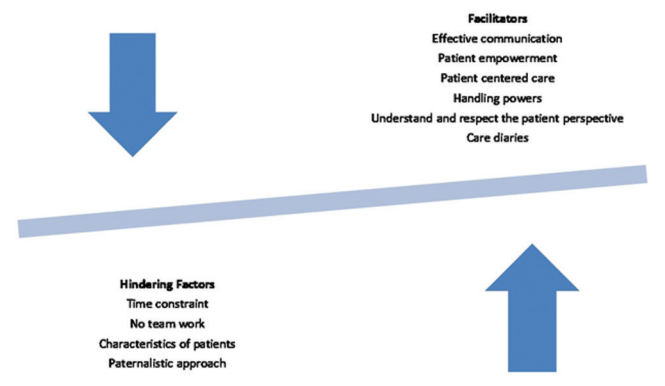 Facilitators
Effective communication
Patient empowerment
Patient centered care
Handling powers
Understand and respect the patient perspective
Care diaries
Hindering Factors
Time constraint
No team work
Characteristics of patients
Paternalistic approach